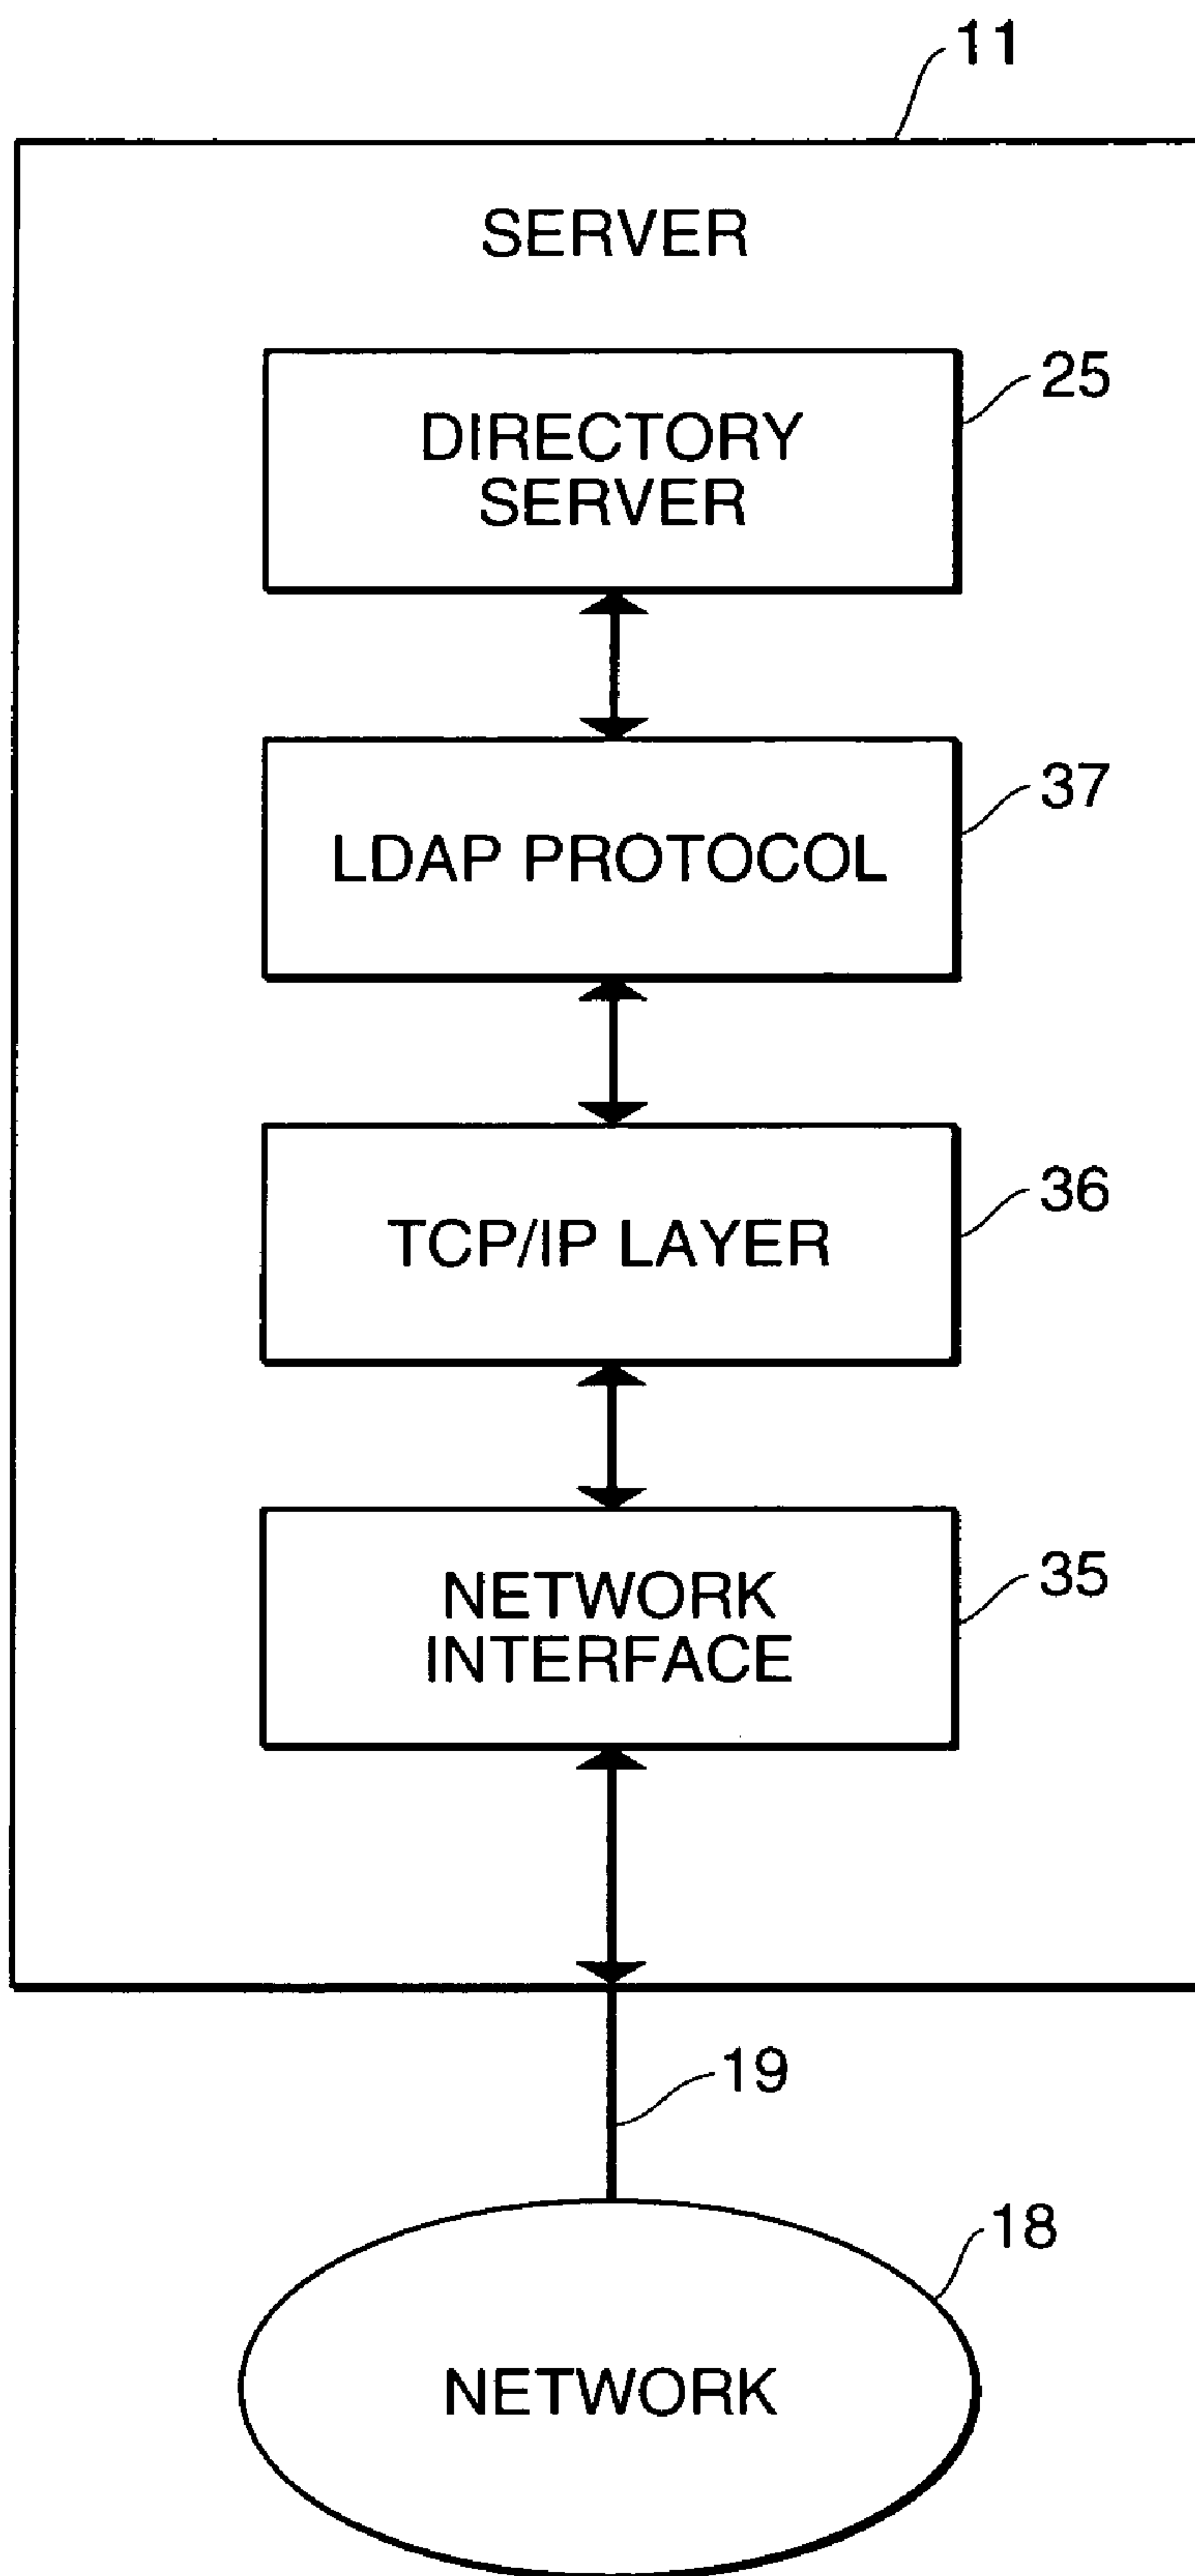 11
SERVER
25
DIRECTORY
SERVER
37
LDAP PROTOCOL
36
TCP/IP LAYER
35
NETWORK
INTERFACE
19
18
NETWORK